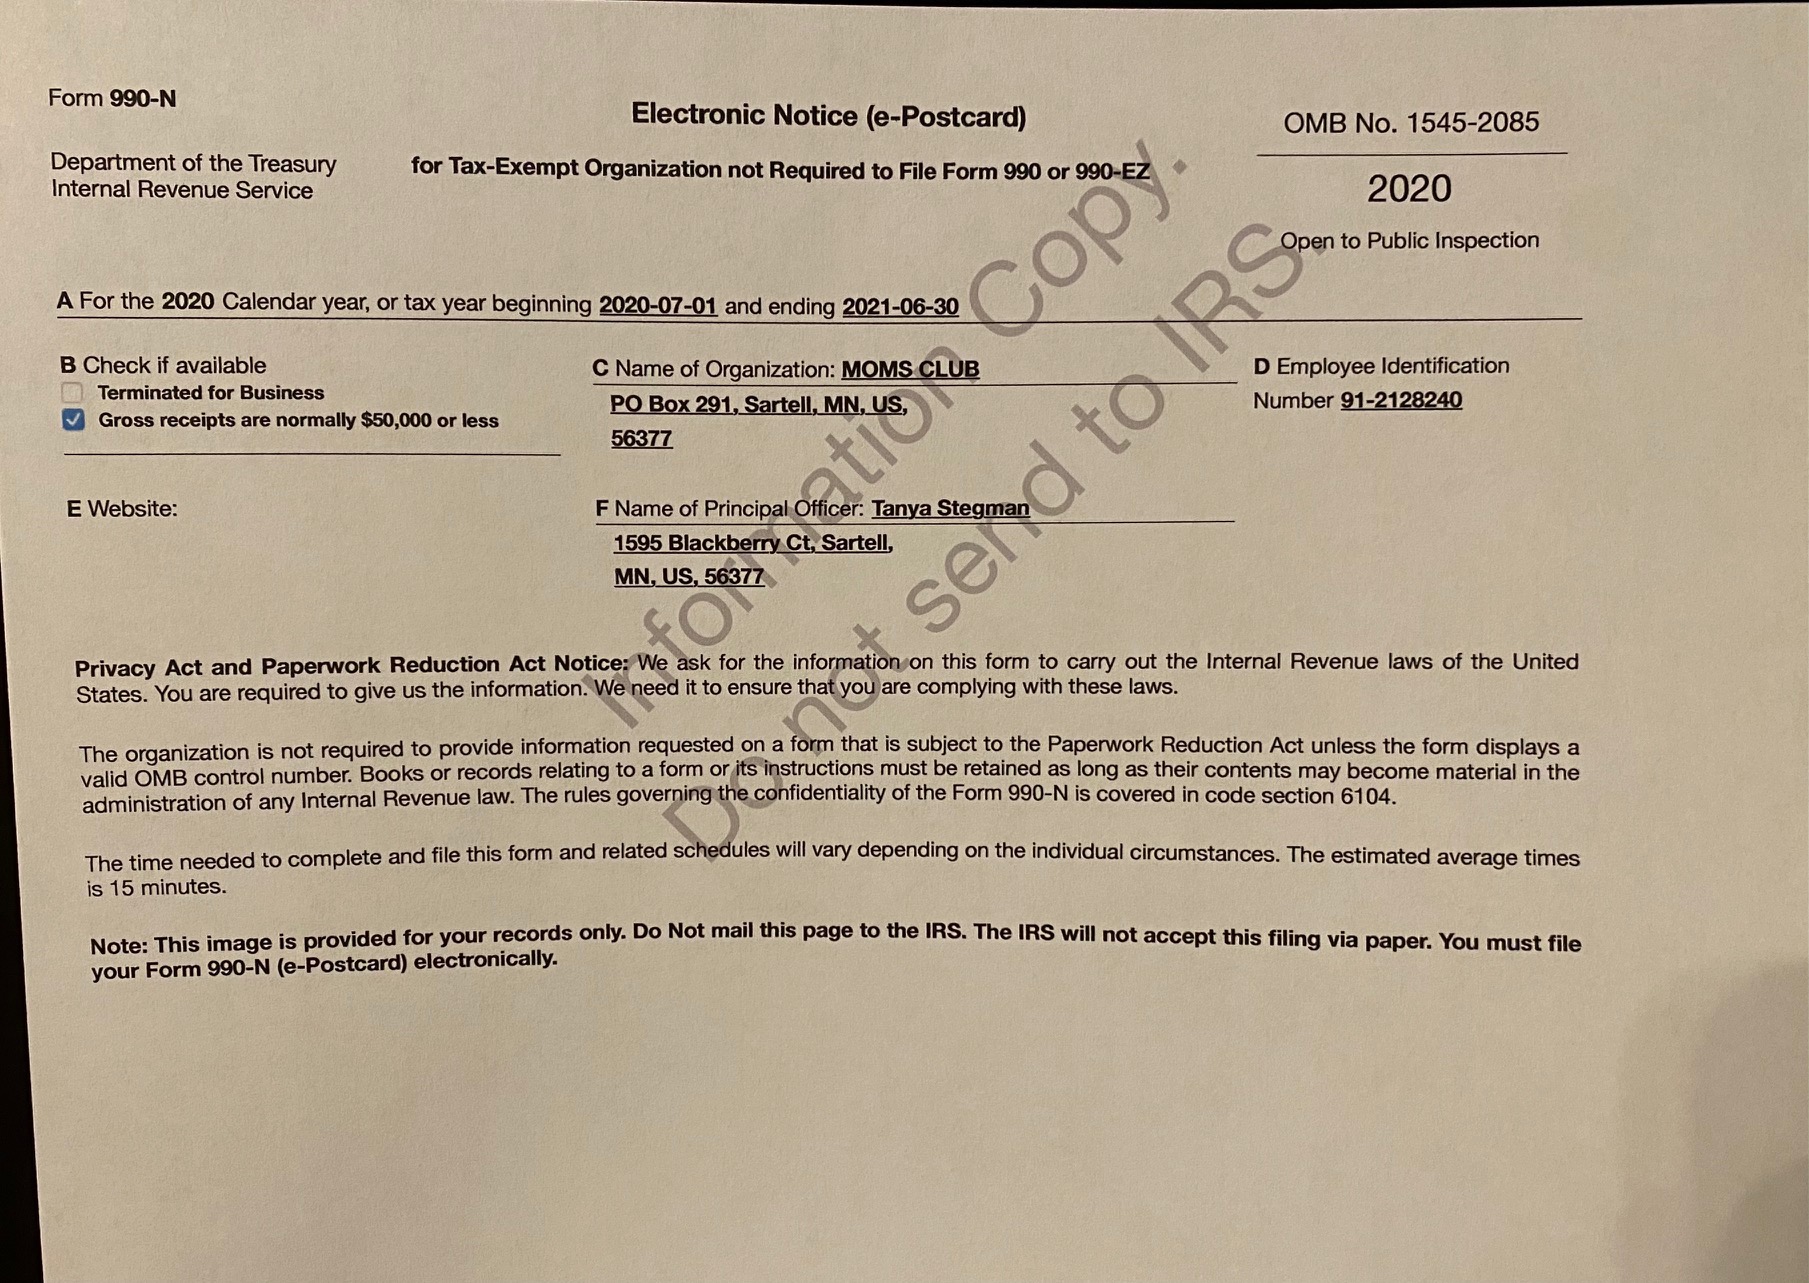 Form 990-N
Electronic Notice (e-Postcard)
OMB No. 1545-2085
Department of the Treasury
Internal Revenue Service
for Tax-Exempt Organization not Required to File Form 990 or 990-EZ
2020
Open to Public Inspection
A For the 2020 Calendar year, or tax year beginning 2020-07-01 and ending 2021-06-30
B Check if available
Terminated for Business
Gross receipts are normally $50,000 or less
C Name of Organization: MOMS CLUB
PO Box 291, Sartell, MN, US,
56377
D Employee Identification
Number 91-2128240
E Website:
F Name of Principal Officer: Tanya Stegman
1595 Blackberry Ct, Sartell,
MN, US, 56377
Privacy Act and Paperwork Reduction Act Notice: We ask for the information on this form to carry out the Internal Revenue laws of the United
States. You are required to give us the information. We need it to ensure that you are complying with these laws.
The organization is not required to provide information requested on a form that is subject to the Paperwork Reduction Act unless the form displays a
valid OMB control number. Books or records relating to a form or its instructions must be retained as long as their contents may become material in the
administration of any Internal Revenue law. The rules governing the confidentiality of the Form 990-N is covered in code section 6104.
The time needed to complete and file this form and related schedules will vary depending on the individual circumstances. The estimated average times
is 15 minutes.
Note: This image is provided for your records only. Do Not mail this page to the IRS. The IRS will not accept this filing via paper. You must file
your Form 990-N (e-Postcard) electronically.
Information Copy.
Do not send to IRS.